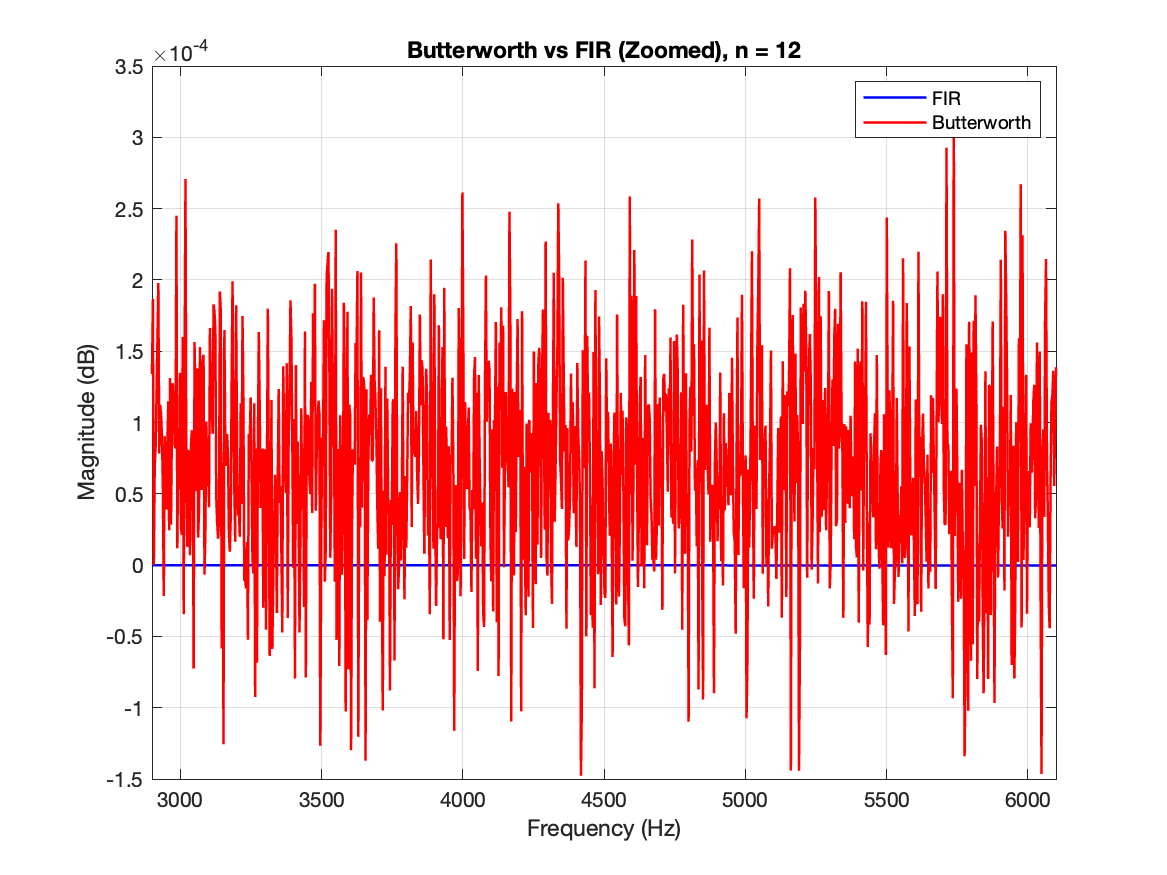 Butterworth vs FIR (Zoomed), n = 12
×10⁻⁴
3.5
3
2.5
2
1.5
1
0.5
0
-0.5
-1
-1.5
Magnitude (dB)
FIR
Butterworth
3000 3500 4000 4500 5000 5500 6000
Frequency (Hz)